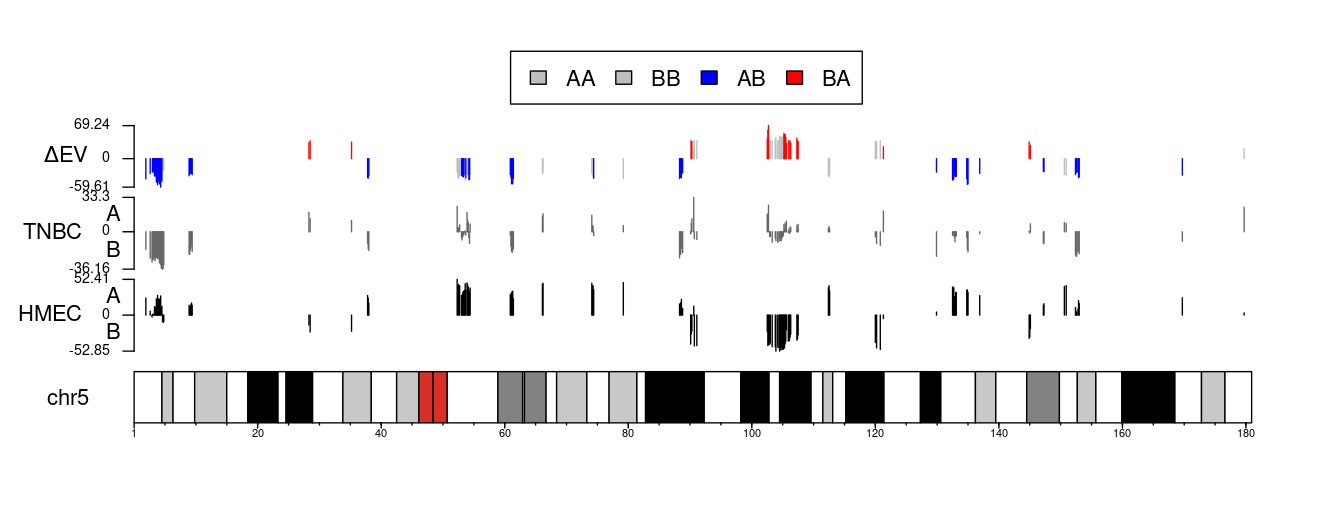 AA BB AB BA
69.24
ΔEV 0
-59.61
33.3
A
TNBC 0
B
-36.16
52.41
A
HMEC 0
B
-52.85
chr5
1 20 40 60 80 100 120 140 160 180